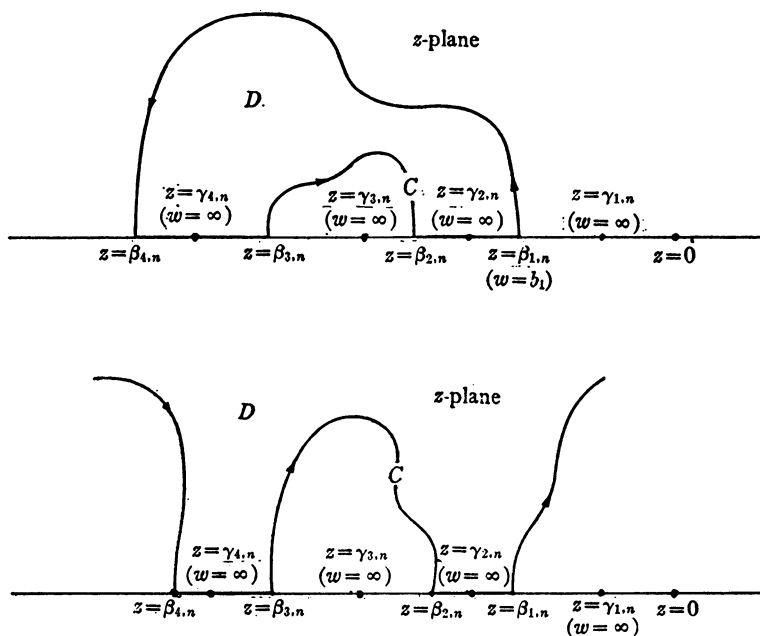 z-plane
D.
z=γ₄,ₙ z=γ₃,ₙ C z=γ₂,ₙ z=γ₁,ₙ
(w=∞) (w=∞) (w=∞) (w=∞)
z=β₄,ₙ z=β₃,ₙ z=β₂,ₙ z=β₁,ₙ z=0
(w=b₁)
D z-plane
C
z=γ₄,ₙ z=γ₃,ₙ z=γ₂,ₙ
(w=∞) (w=∞) (w=∞)
z=β₄,ₙ z=β₃,ₙ z=β₂,ₙ z=β₁,ₙ z=γ₁,ₙ z=0
(w=∞)